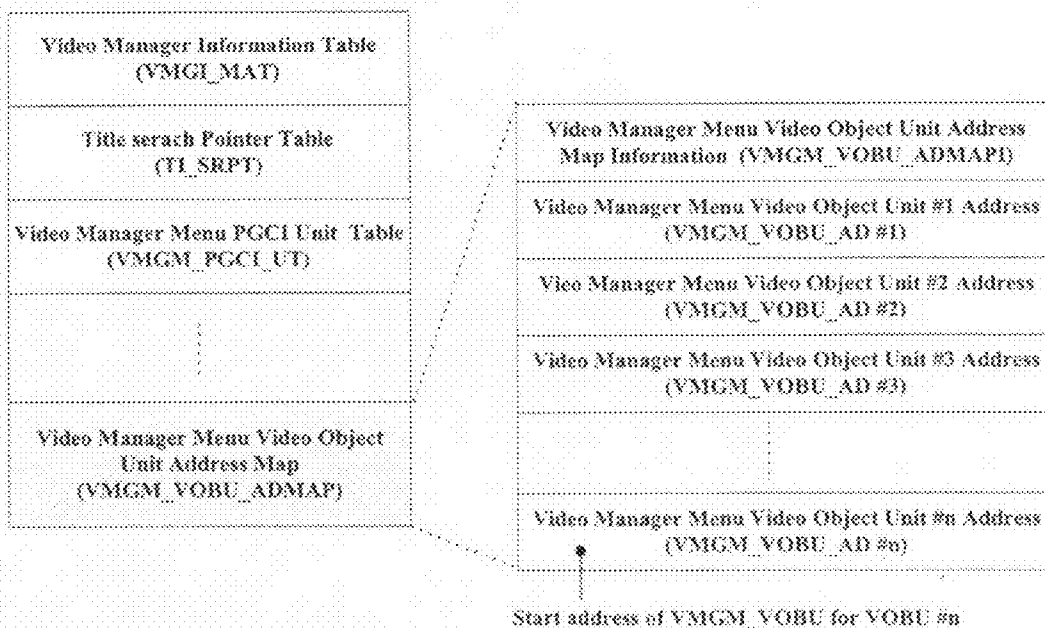 Video Manager Information Table
(VMGI_MAT)
Title serach Pointer Table
(TI_SRPT)
Video Manager Menu PGCI Unit Table
(VMGM_PGCI_UT)
Video Manager Menu Video Object
Unit Address Map
(VMGM_VOBU_ADMAP)
Video Manager Menu Video Object Unit Address
Map Information (VMGM_VOBU_ADMAPI)
Video Manager Menu Video Object Unit #1 Address
(VMGM_VOBU_AD #1)
Vieo Manager Menu Video Object Unit #2 Address
(VMGM_VOBU_AD #2)
Video Manager Menu Video Object Unit #3 Address
(VMGM_VOBU_AD #3)
Video Manager Menu Video Object Unit #n Address
(VMGM_VOBU_AD #n)
Start address of VMGM_VOBU for VOBU #n